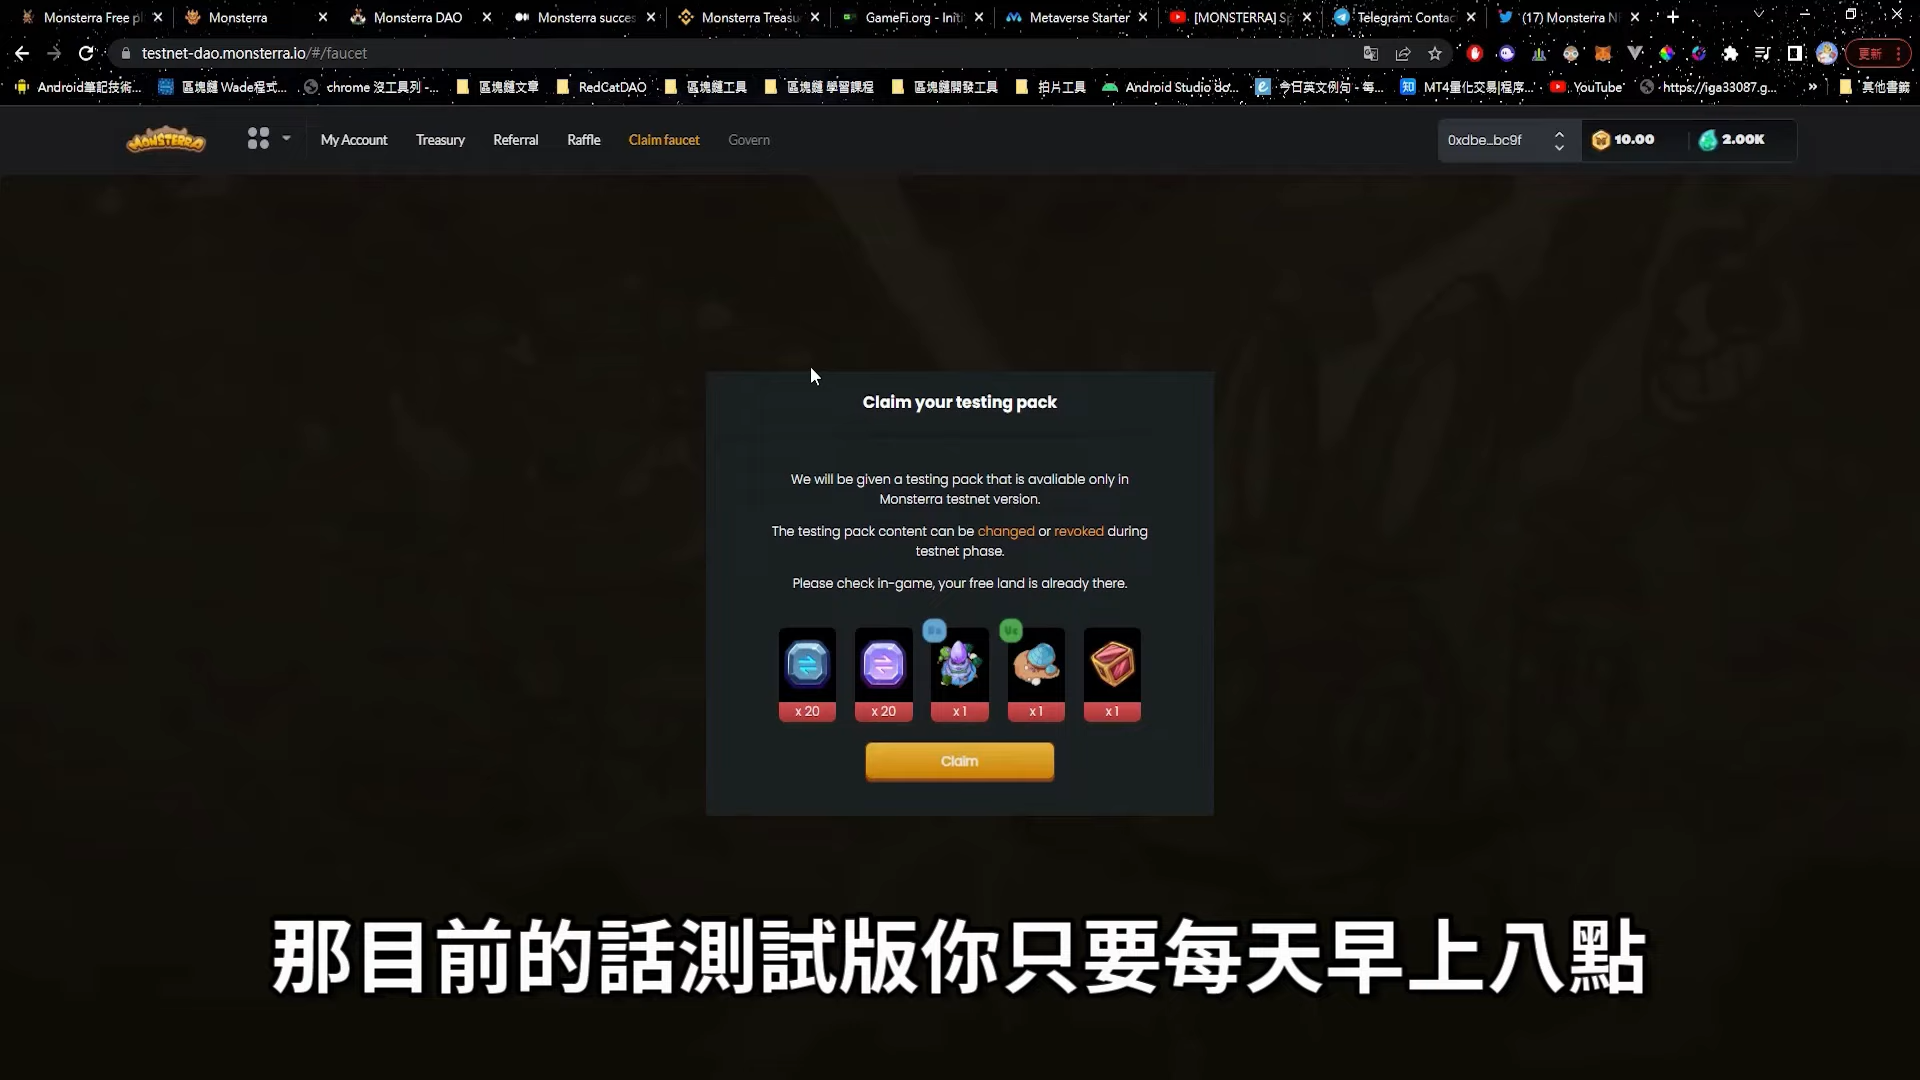 Monsterra Free pl
Monsterra
Monsterra DAO
Monsterra succes
Monsterra Treasu
GameFi.org - Initi
Metaverse Starter
[MONSTERRA] Sp
Telegram: Contac
(17) Monsterra N
testnet-dao.monsterra.io/#/faucet
更新
Android筆記技術...
區塊鏈 Wade程式...
chrome 沒工具列 -...
區塊鏈文章
RedCatDAO
區塊鏈工具
區塊鏈 學習課程
區塊鏈開發工具
拍片工具
Android Studio do...
今日英文例句 - 每...
MT4量化交易|程序...
YouTube
https://iga33087.g...
»
其他書籤
MONSTERRA
My Account
Treasury
Referral
Raffle
Claim faucet
Govern
0xdbe...bc9f
10.00
2.00K
Claim your testing pack
We will be given a testing pack that is avaliable only in
Monsterra testnet version.
The testing pack content can be changed or revoked during
testnet phase.
Please check in-game, your free land is already there.
x 20
x 20
x 1
x 1
x 1
Claim
那目前的話測試版你只要每天早上八點